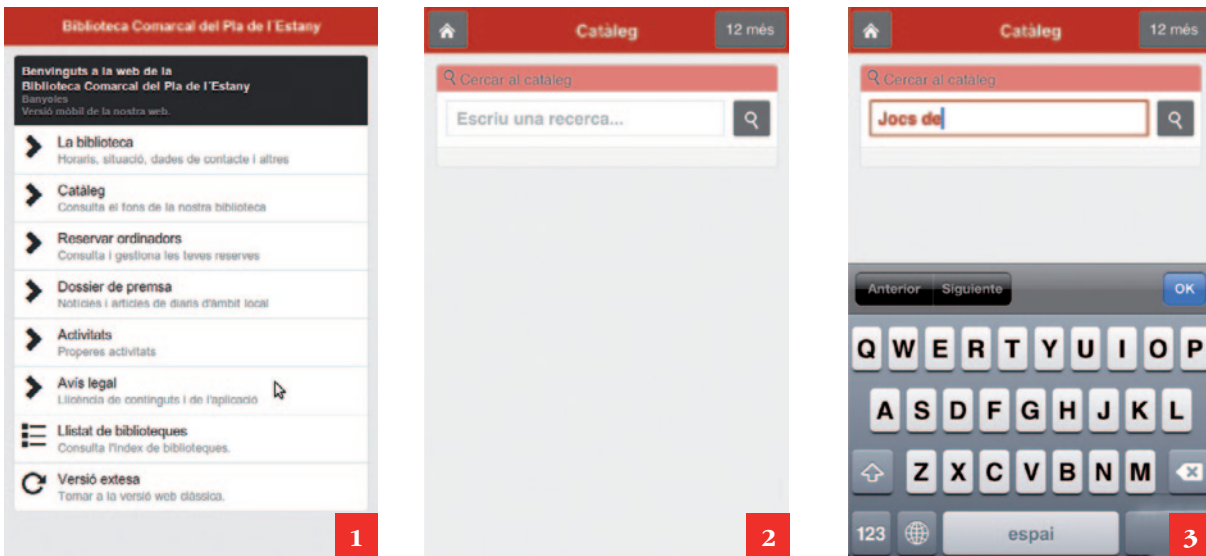 Biblioteca Comarcal del Pla de l'Estany
Benvinguts a la web de la
Biblioteca Comarcal del Pla de l'Estany
Banyoles
Versió mòbil de la nostra web.
La biblioteca
Horaris, situació, dades de contacte i altres
Catàleg
Consulta el fons de la nostra biblioteca
Reservar ordinadors
Consulta i gestiona les teves reserves
Dossier de premsa
Notícies i articles de diaris d'àmbit local
Activitats
Properes activitats
Avís legal
Llicència de continguts i de l'aplicació
Llistat de biblioteques
Consulta l'índex de biblioteques.
Versió extesa
Tornar a la versió web clàssica.
1
Catàleg
12 més
Cercar al catàleg
Escriu una recerca...
2
Catàleg
12 més
Cercar al catàleg
Jocs de
Anterior Siguiente OK
Q W E R T Y U I O P
A S D F G H J K L
Z X C V B N M
123 espai
3